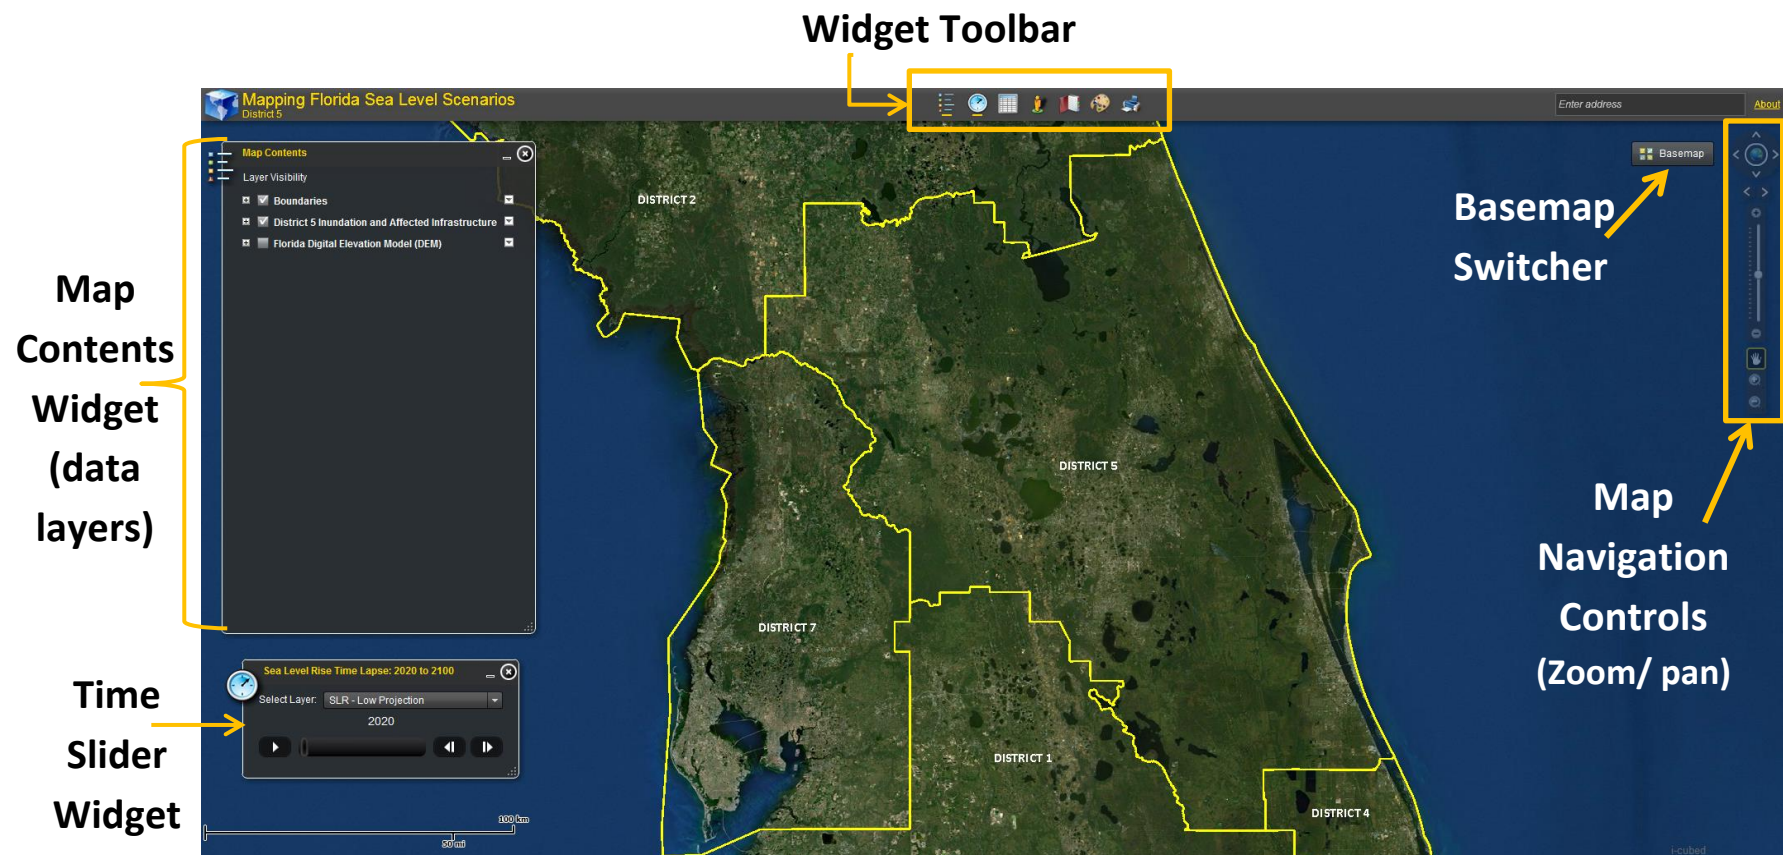 Widget Toolbar
Mapping Florida Sea Level Scenarios
District 5
Enter address
About
Map Contents
Layer Visibility
Boundaries
District 5 Inundation and Affected Infrastructure
Florida Digital Elevation Model (DEM)
Basemap
DISTRICT 2
Basemap
Switcher
Map
Contents
Widget
(data
layers)
DISTRICT 5
Map
Navigation
Controls
(Zoom/ pan)
DISTRICT 7
Sea Level Rise Time Lapse: 2020 to 2100
Select Layer:
SLR - Low Projection
2020
Time
Slider
Widget
DISTRICT 1
DISTRICT 4
100 km
50 mi
i-cubed